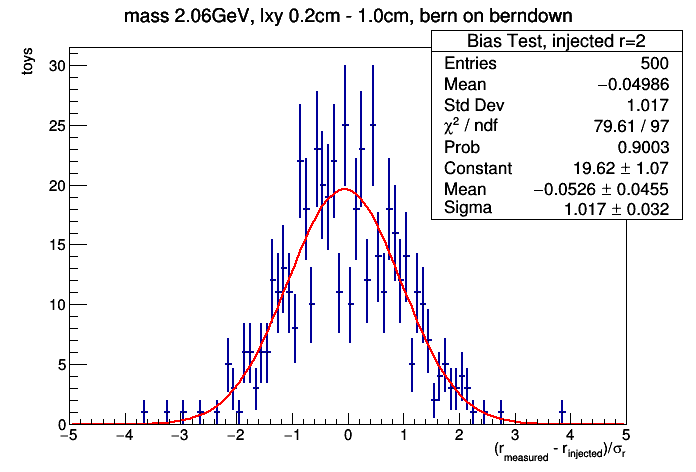 mass 2.06GeV, lxy 0.2cm - 1.0cm, bern on berndown
Bias Test, injected r=2
Entries 500
Mean −0.04986
Std Dev 1.017
χ² / ndf 79.61 / 97
Prob 0.9003
Constant 19.62 ± 1.07
Mean −0.0526 ± 0.0455
Sigma 1.017 ± 0.032
toys
30
25
20
15
10
5
0
−5 −4 −3 −2 −1 0 1 2 3 4 5
(r_measured - r_injected)/σ_r